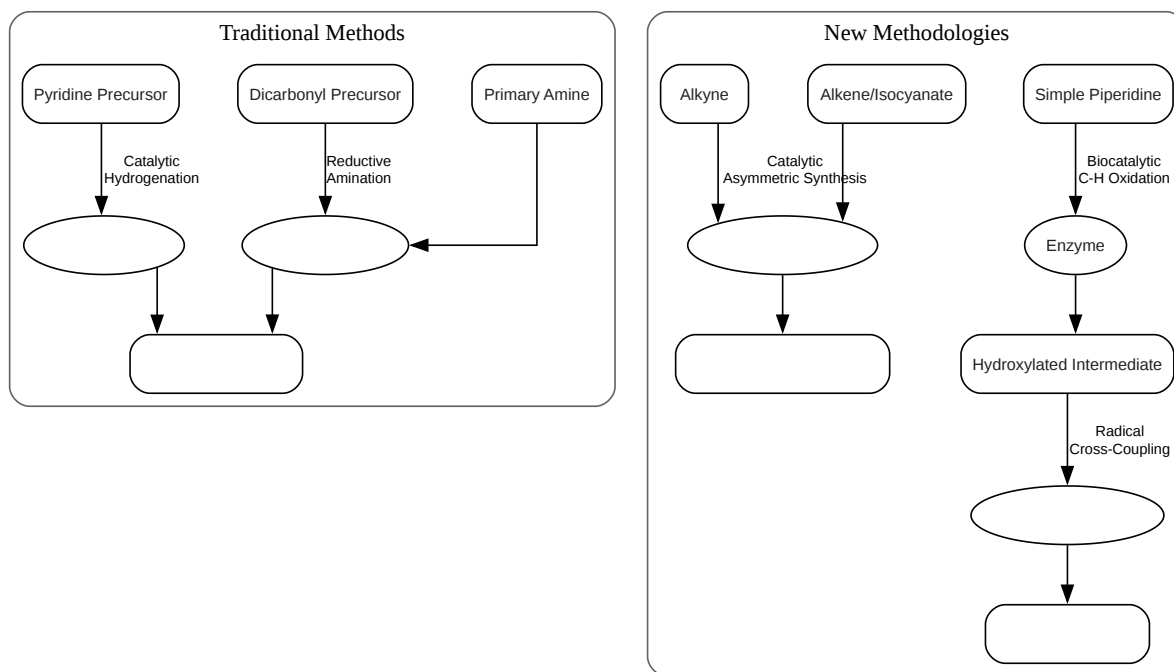 Traditional Methods
Pyridine Precursor
Dicarbonyl Precursor
Primary Amine
Catalytic
Hydrogenation
Reductive
Amination
New Methodologies
Alkyne
Alkene/Isocyanate
Simple Piperidine
Catalytic
Asymmetric Synthesis
Biocatalytic
C-H Oxidation
Enzyme
Hydroxylated Intermediate
Radical
Cross-Coupling